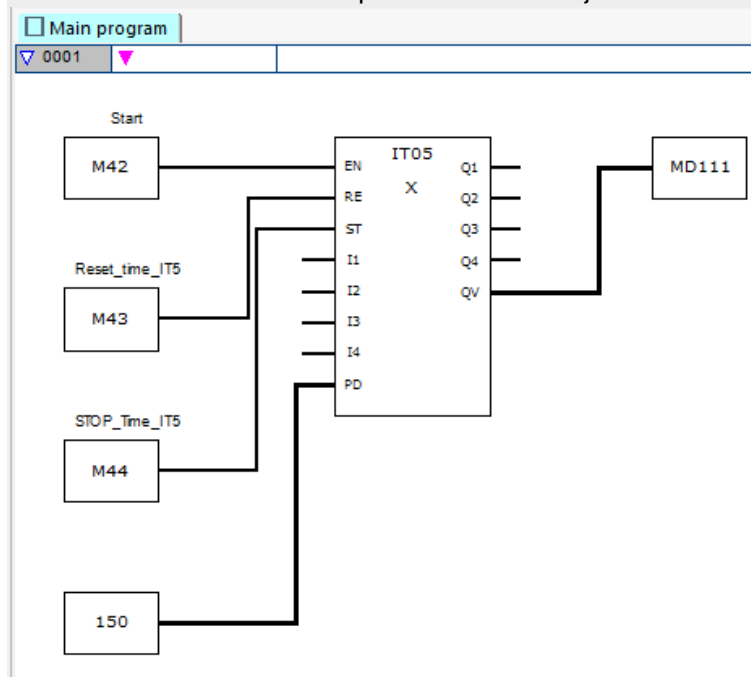 Main program
0001
Start
M42
Reset_time_IT5
M43
STOP_Time_IT5
M44
150
IT05
X
EN
RE
ST
I1
I2
I3
I4
PD
Q1
Q2
Q3
Q4
QV
MD111